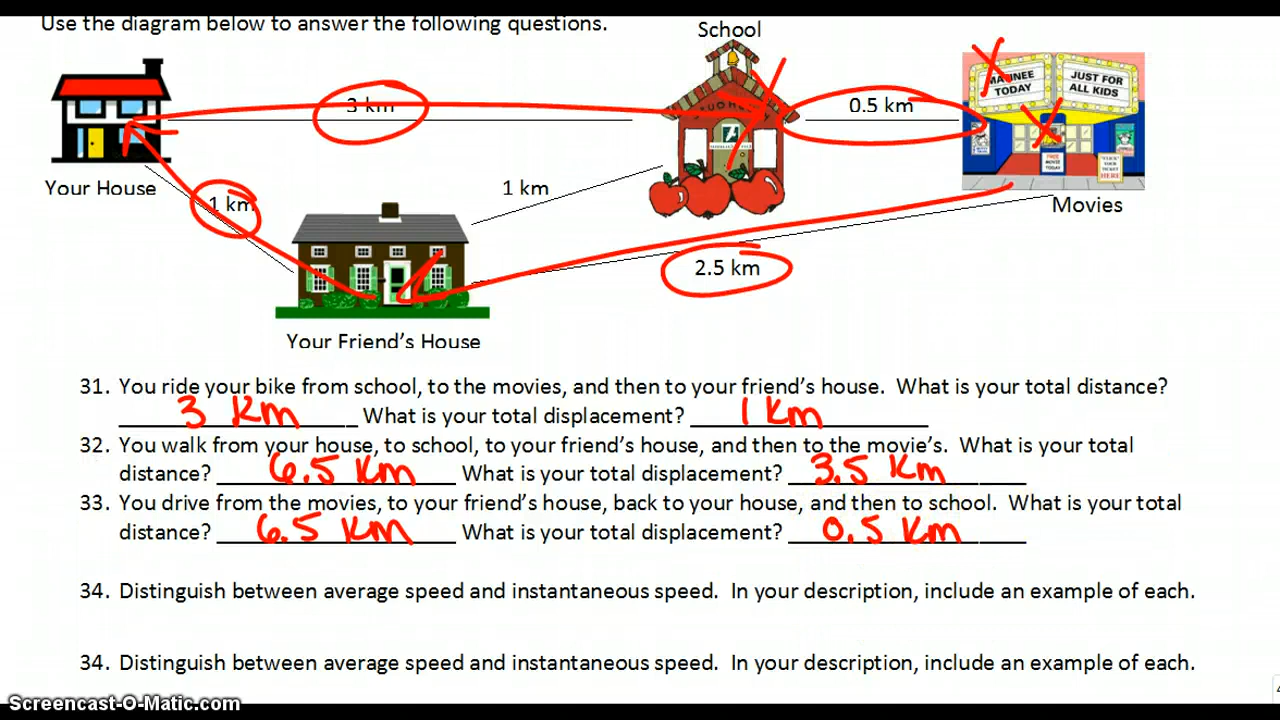 Use the diagram below to answer the following questions.
School
MATINEE
TODAY
JUST FOR
ALL KIDS
3 km
0.5 km
Your House
1 km
1 km
Movies
FREE
MOVIE
TODAY
"CLICK"
YOUR
TICKET
HERE
2.5 km
Your Friend's House
31. You ride your bike from school, to the movies, and then to your friend's house. What is your total distance?
3 km What is your total displacement? 1 km
32. You walk from your house, to school, to your friend's house, and then to the movie's. What is your total
distance? 6.5 km What is your total displacement? 3.5 km
33. You drive from the movies, to your friend's house, back to your house, and then to school. What is your total
distance? 6.5 km What is your total displacement? 0.5 km
34. Distinguish between average speed and instantaneous speed. In your description, include an example of each.
34. Distinguish between average speed and instantaneous speed. In your description, include an example of each.
Screencast-O-Matic.com